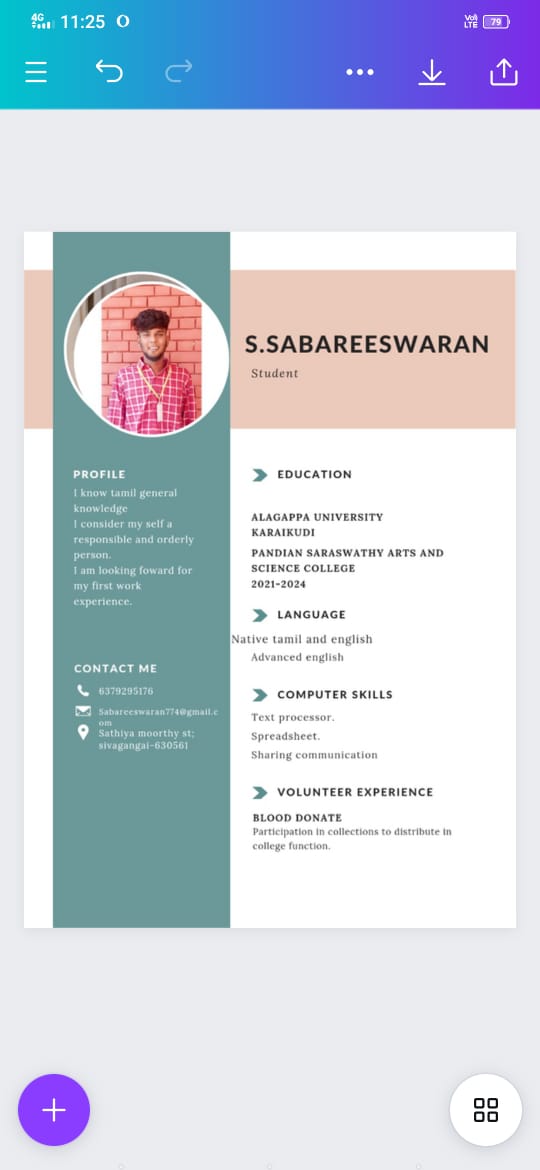 4G 11:25 VoLTE 79
S.SABAREESWARAN
Student
PROFILE
I know tamil general
knowledge
I consider my self a
responsible and orderly
person.
I am looking foward for
my first work
experience.
CONTACT ME
6379295176
Sabareeswaran774@gmail.c
om
Sathiya moorthy st;
sivagangai-630561
EDUCATION
ALAGAPPA UNIVERSITY
KARAIKUDI
PANDIAN SARASWATHY ARTS AND
SCIENCE COLLEGE
2021-2024
LANGUAGE
Native tamil and english
Advanced english
COMPUTER SKILLS
Text processor.
Spreadsheet.
Sharing communication
VOLUNTEER EXPERIENCE
BLOOD DONATE
Participation in collections to distribute in
college function.